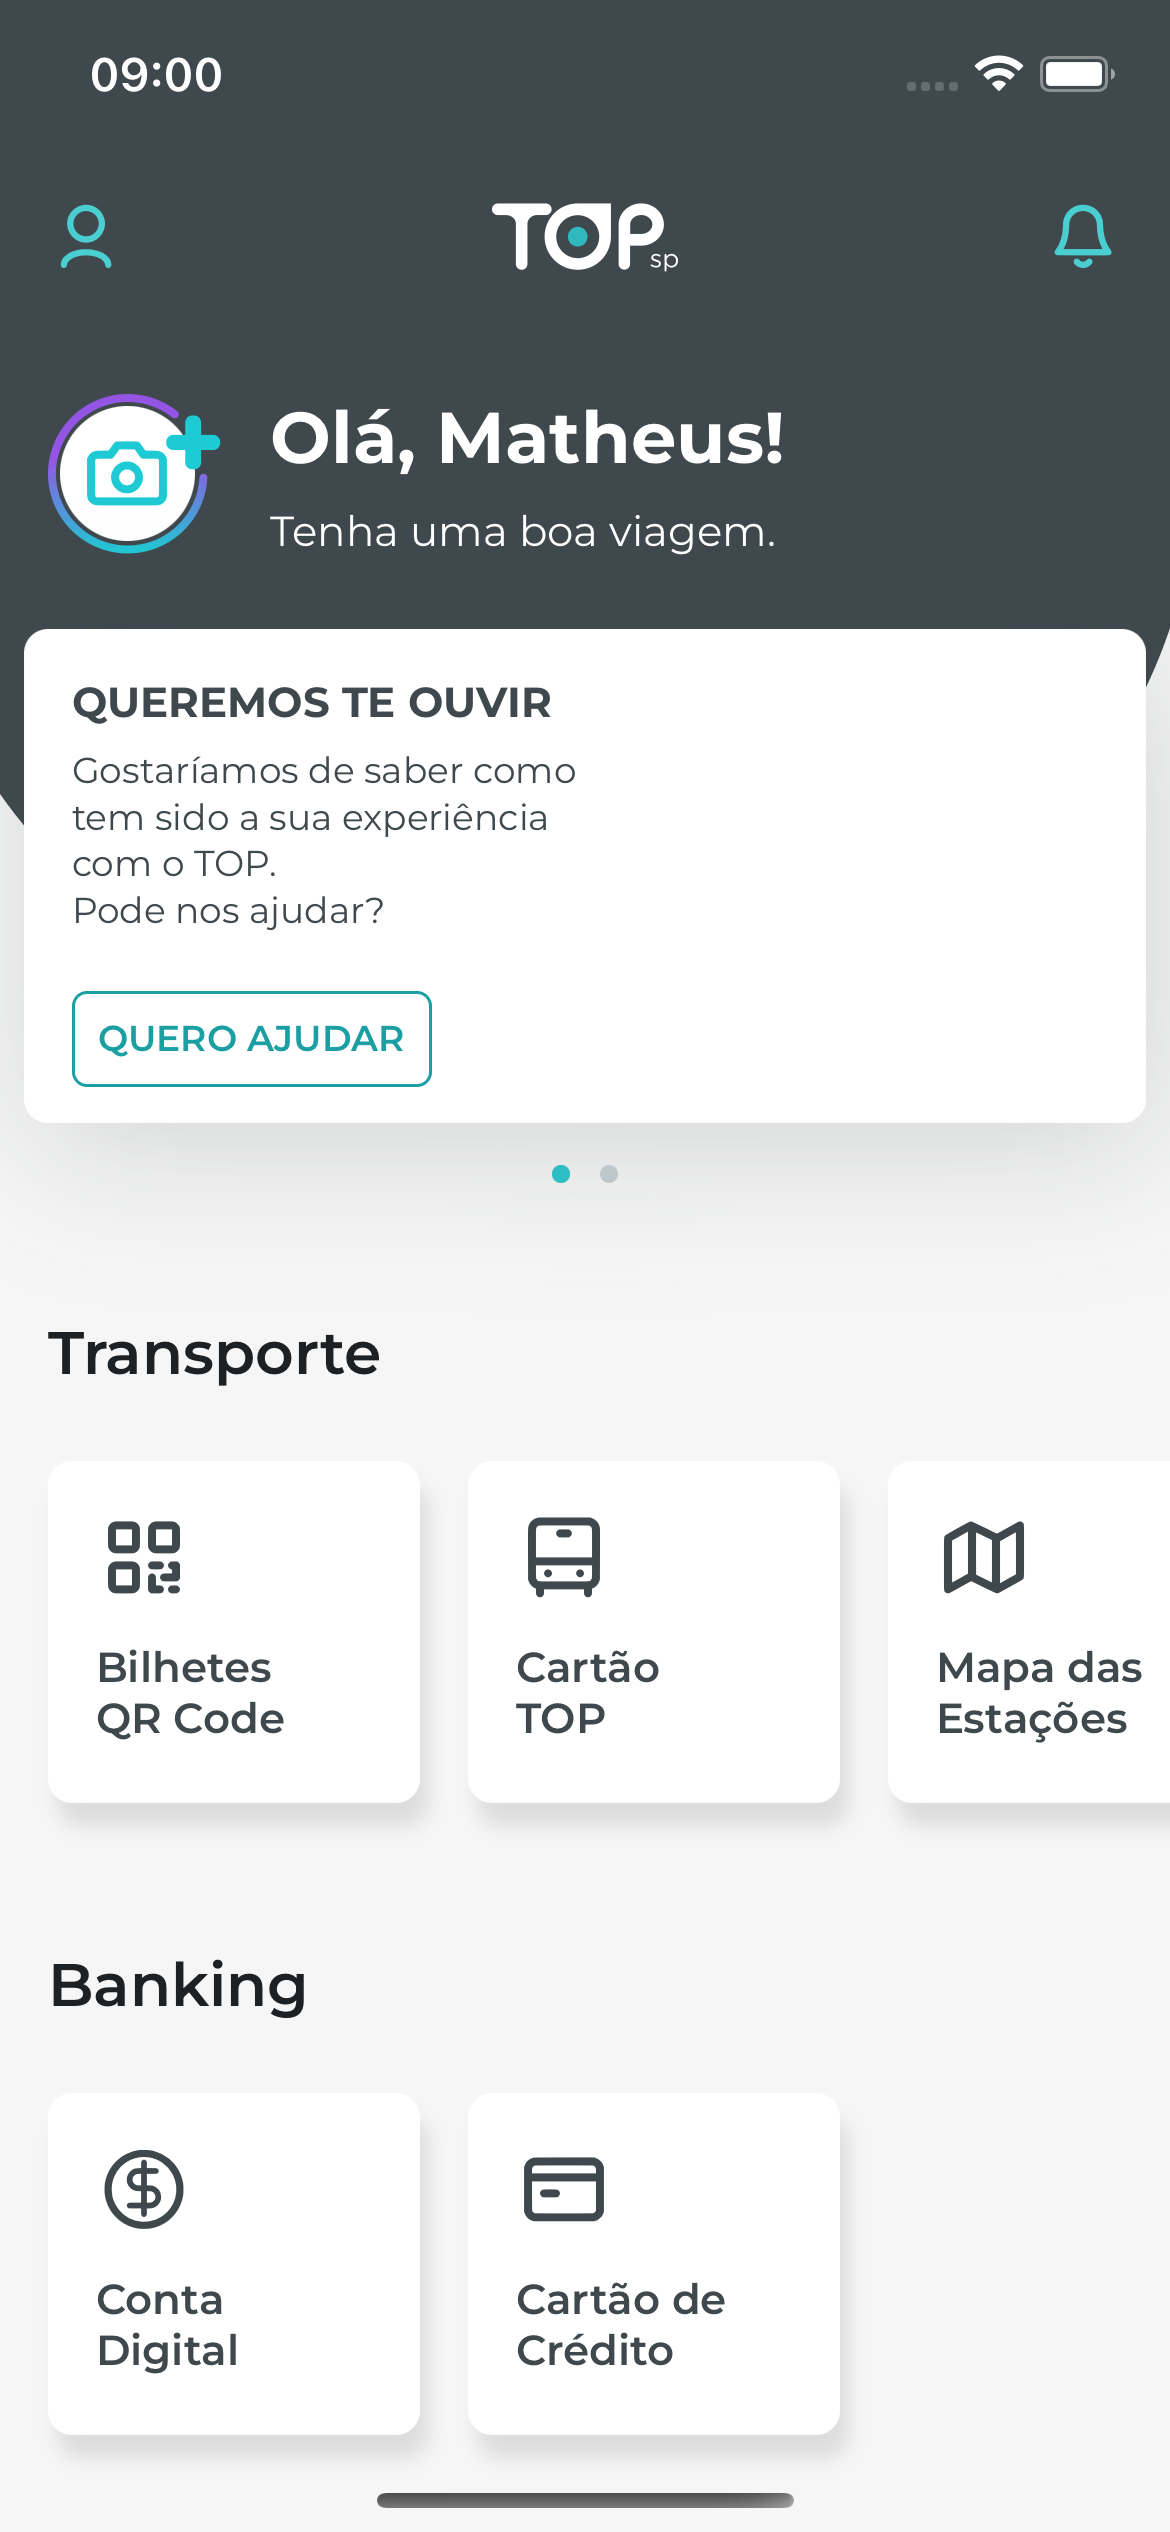 09:00
TOP sp
Olá, Matheus!
Tenha uma boa viagem.
QUEREMOS TE OUVIR
Gostaríamos de saber como
tem sido a sua experiência
com o TOP.
Pode nos ajudar?
QUERO AJUDAR
Transporte
Bilhetes
QR Code
Cartão
TOP
Mapa das
Estações
Banking
Conta
Digital
Cartão de
Crédito